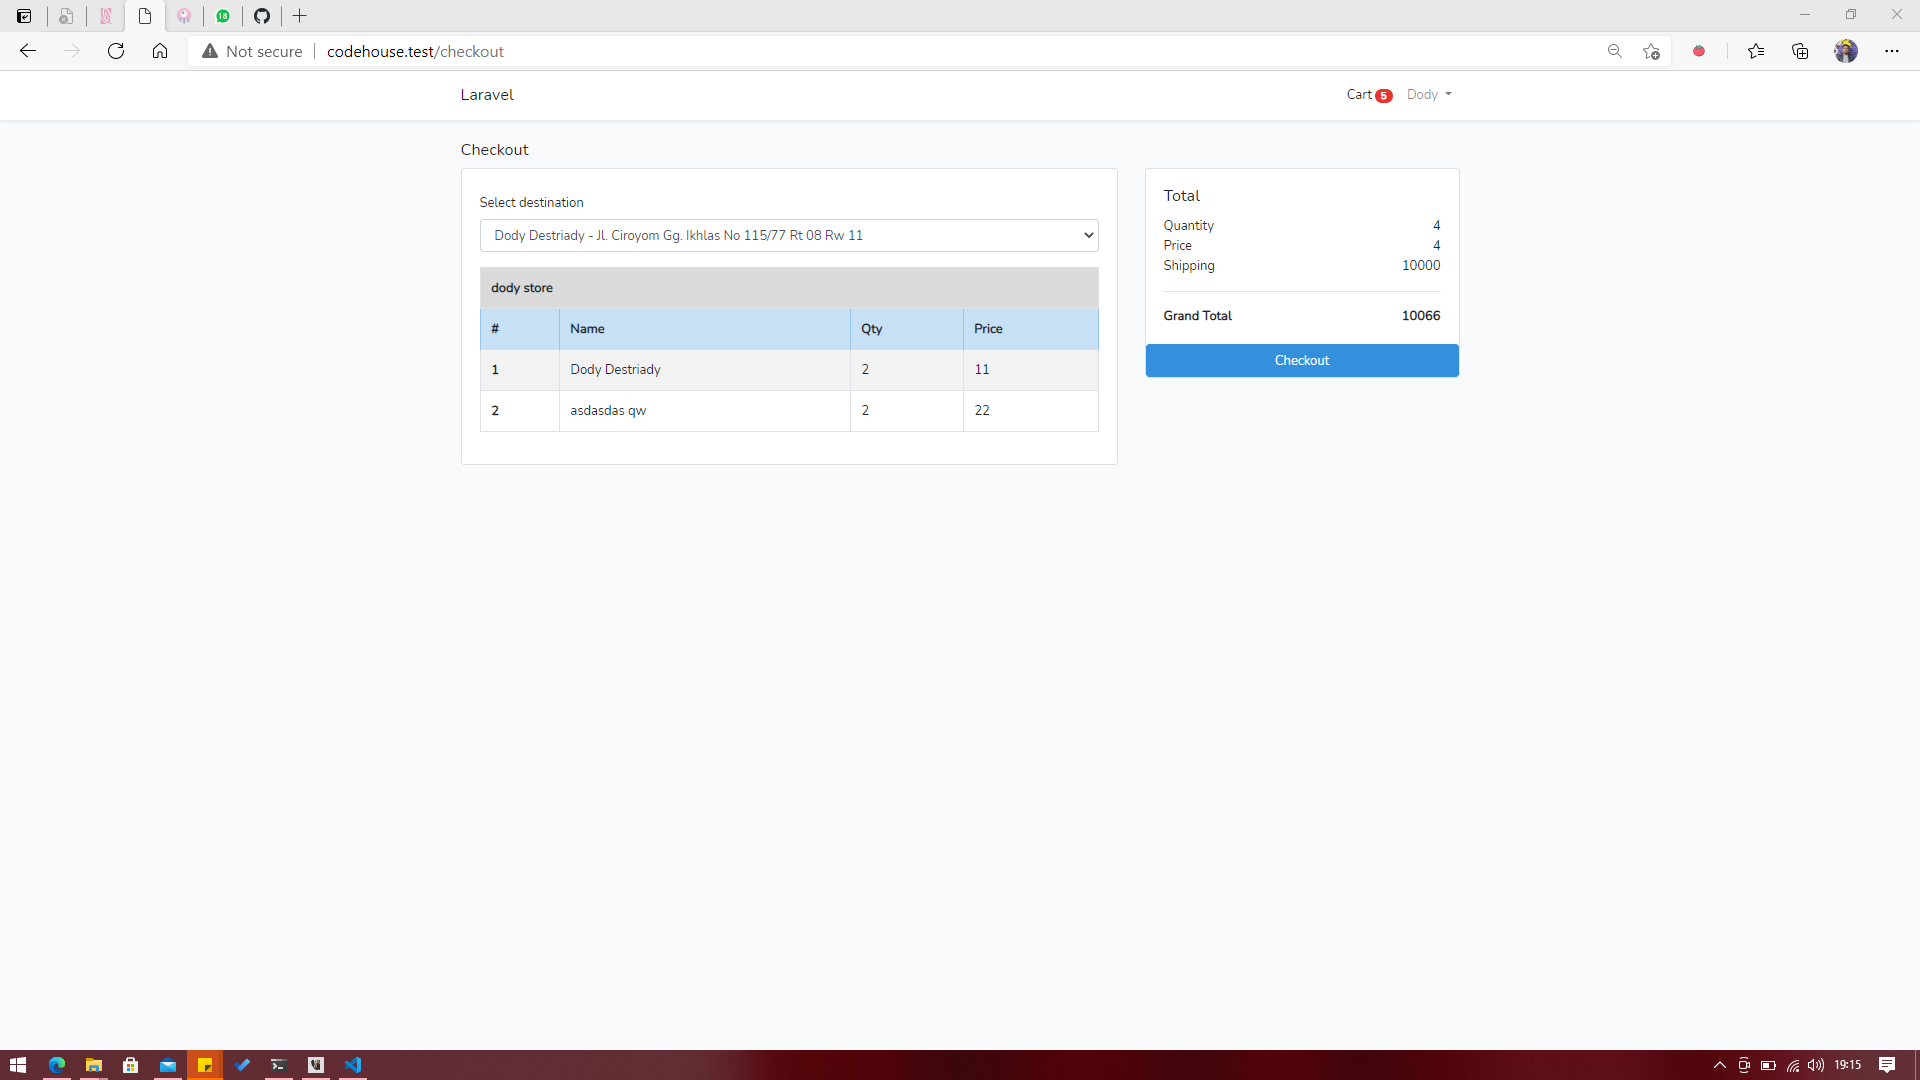 18
Not secure codehouse.test/checkout
Laravel
Cart 5 Dody
Checkout
Select destination
Dody Destriady - Jl. Ciroyom Gg. Ikhlas No 115/77 Rt 08 Rw 11
dody store
# Name Qty Price
1 Dody Destriady 2 11
2 asdasdas qw 2 22
Total
Quantity 4
Price 4
Shipping 10000
Grand Total 10066
Checkout
19:15